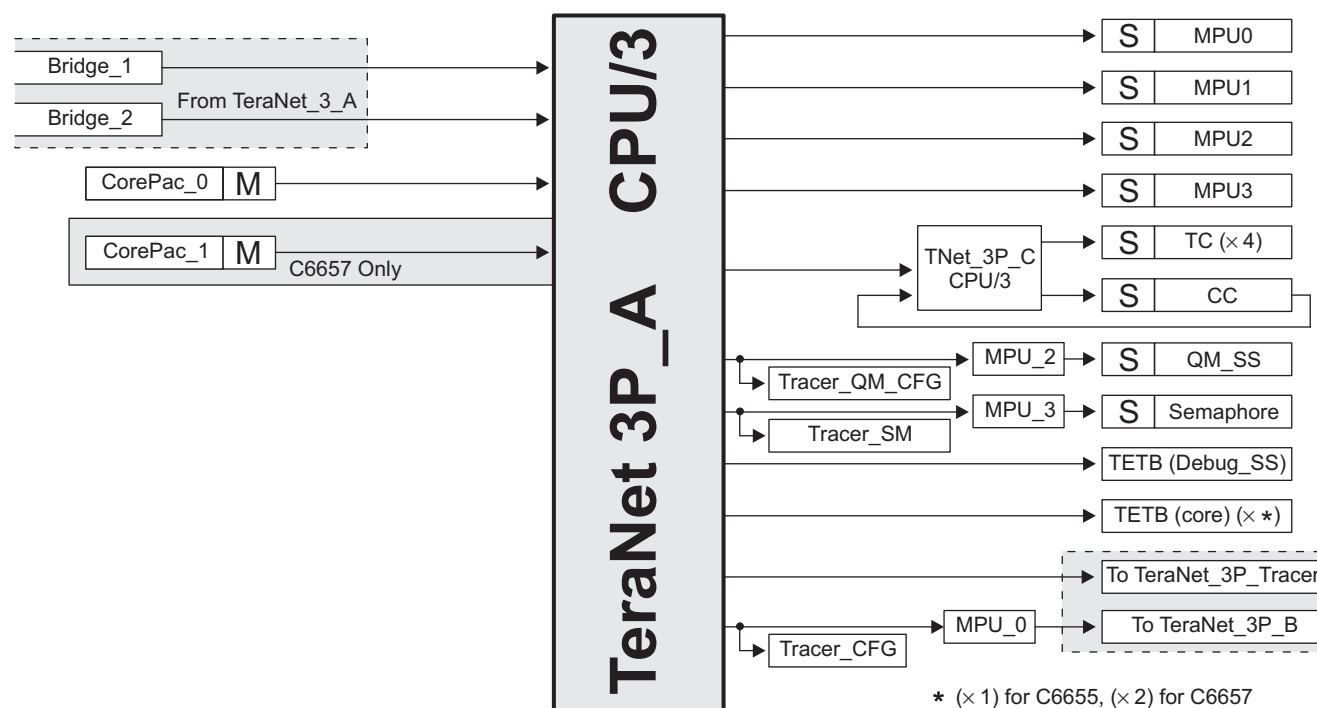 Bridge_1
From TeraNet_3_A
Bridge_2
CorePac_0 M
CorePac_1 M
C6657 Only
TeraNet 3P_A CPU/3
S MPU0
S MPU1
S MPU2
S MPU3
TNet_3P_C
CPU/3
S TC (× 4)
S CC
MPU_2 S QM_SS
Tracer_QM_CFG
MPU_3 S Semaphore
Tracer_SM
TETB (Debug_SS)
TETB (core) (× *)
To TeraNet_3P_Tracer
MPU_0 To TeraNet_3P_B
Tracer_CFG
* (× 1) for C6655, (× 2) for C6657